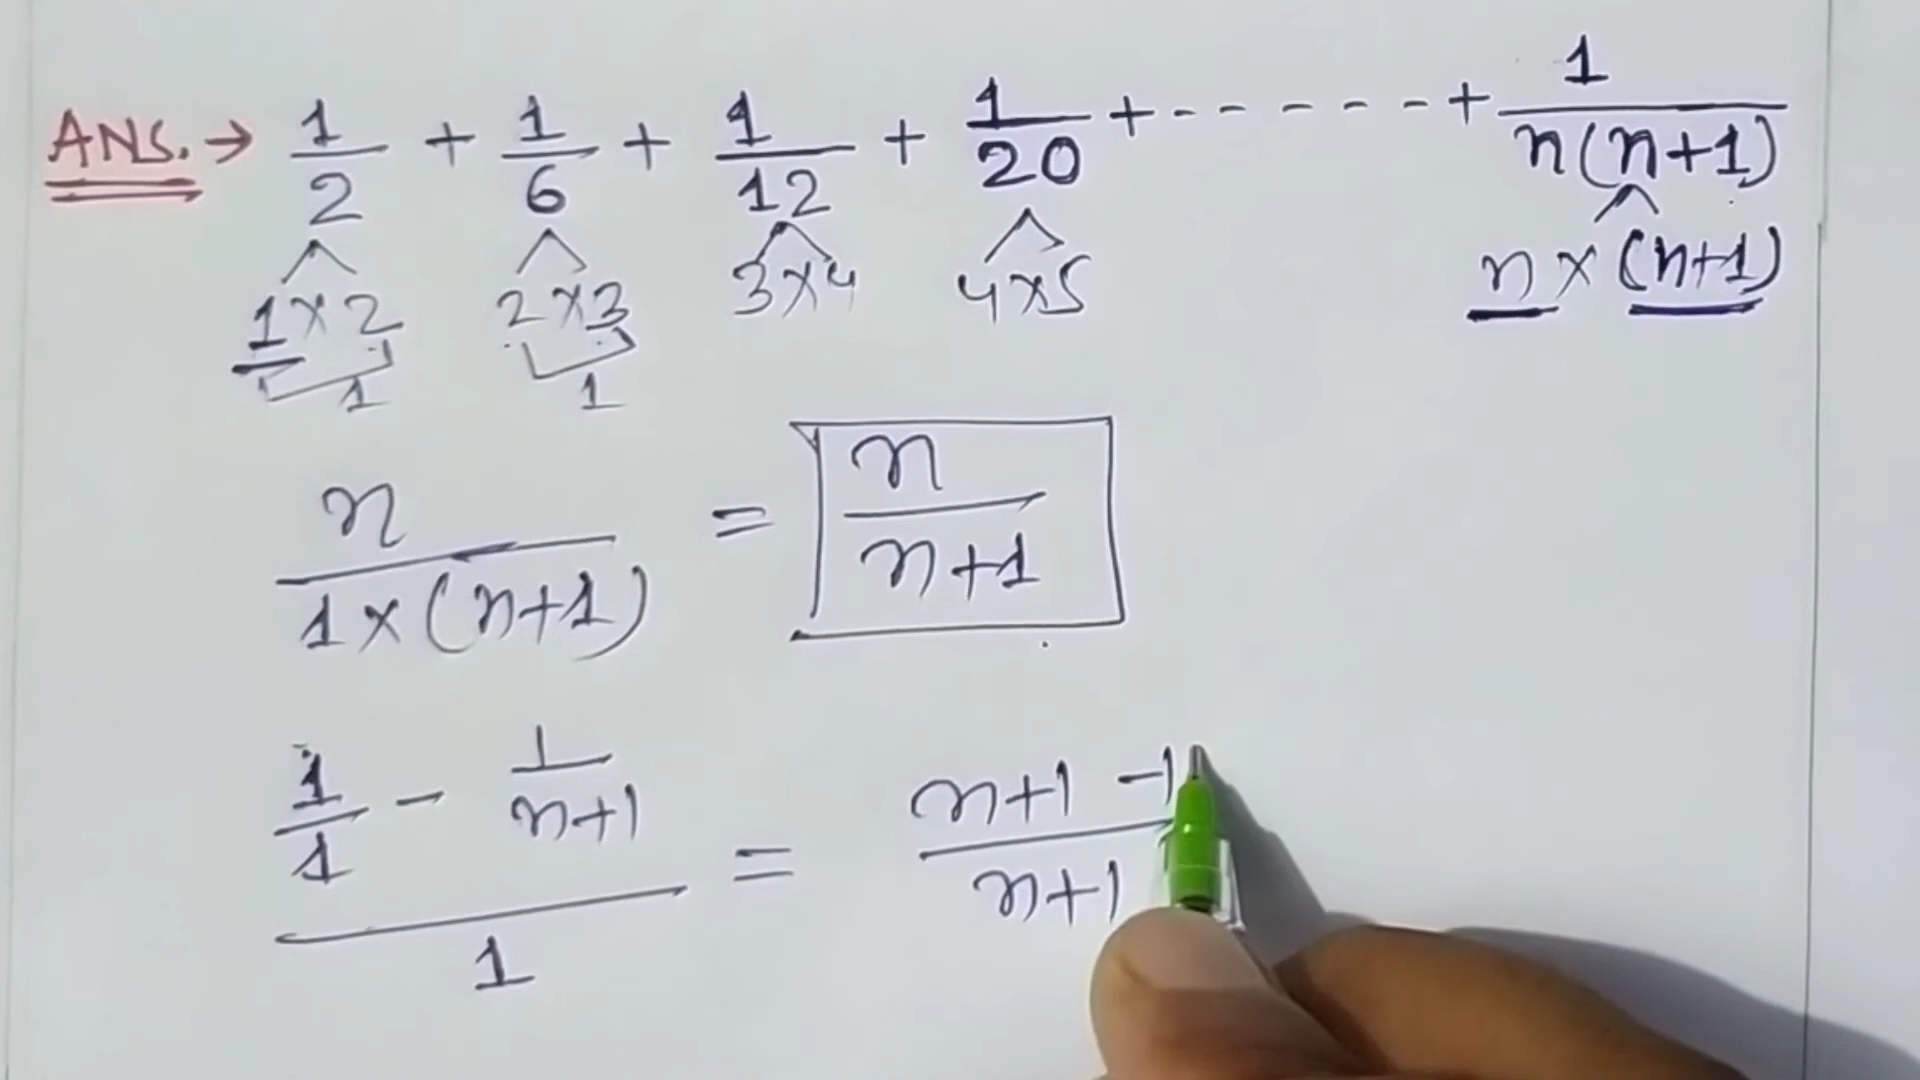 ANS. → 1/2 + 1/6 + 1/12 + 1/20 + ------ + 1/n(n+1)
1×2 2×3 3×4 4×5 n×(n+1)
1 1
n/1×(n+1) = n/n+1
1/1 - 1/n+1 / 1 = n+1 -1/n+1